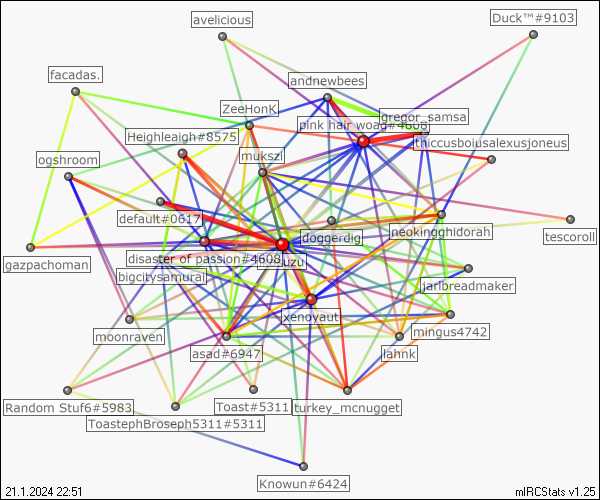 avelicious
Duck™#9103
facadas.
andnewbees
ZeeHonK
gregor_samsa
pink hair woag#4608
Heighleaigh#8575
thiccusboiusalexusjoneus
ogshroom
mukszi
default#0617
doggerdig
neokingghidorah
tescoroll
gazpachoman
disaster of passion#4608
bigcitysamurai
jarlbreadmaker
xenoyaut
moonraven
mingus4742
asad#6947
lahnk
Random Stuf6#5983
Toast#5311
turkey_mcnugget
ToastephBroseph5311#5311
Knowun#6424
21.1.2024 22:51
mIRCStats v1.25